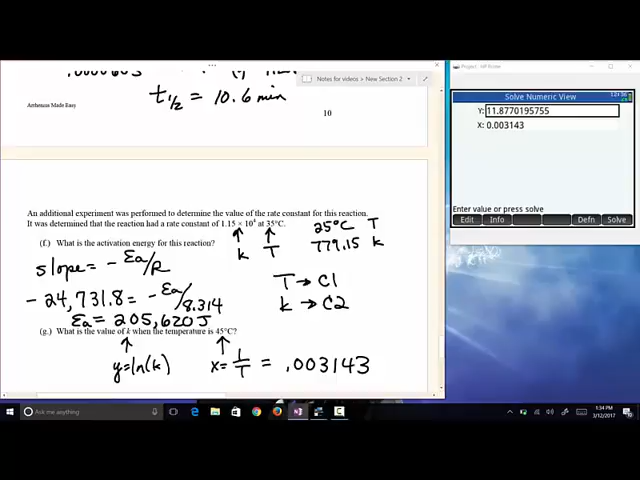 t1/2 = 10.6 min
Arrhenius Made Easy
10
An additional experiment was performed to determine the value of the rate constant for this reaction.
It was determined that the reaction had a rate constant of 1.15 × 10⁴ at 35°C.
25°C T
779.15 k
k T
(f.) What is the activation energy for this reaction?
slope = - Ea/R
T → C1
- 24,731.8 = - Ea/8.314
k → C2
Ea = 205,620 J
(g.) What is the value of k when the temperature is 45°C?
y = ln(k) x = 1/T = .003143
Notes for videos > New Section 2
Solve Numeric View
Y: 11.8770195755
X: 0.003143
Enter value or press solve
Edit Info Defn Solve
Ask me anything
1:34 PM
3/12/2017